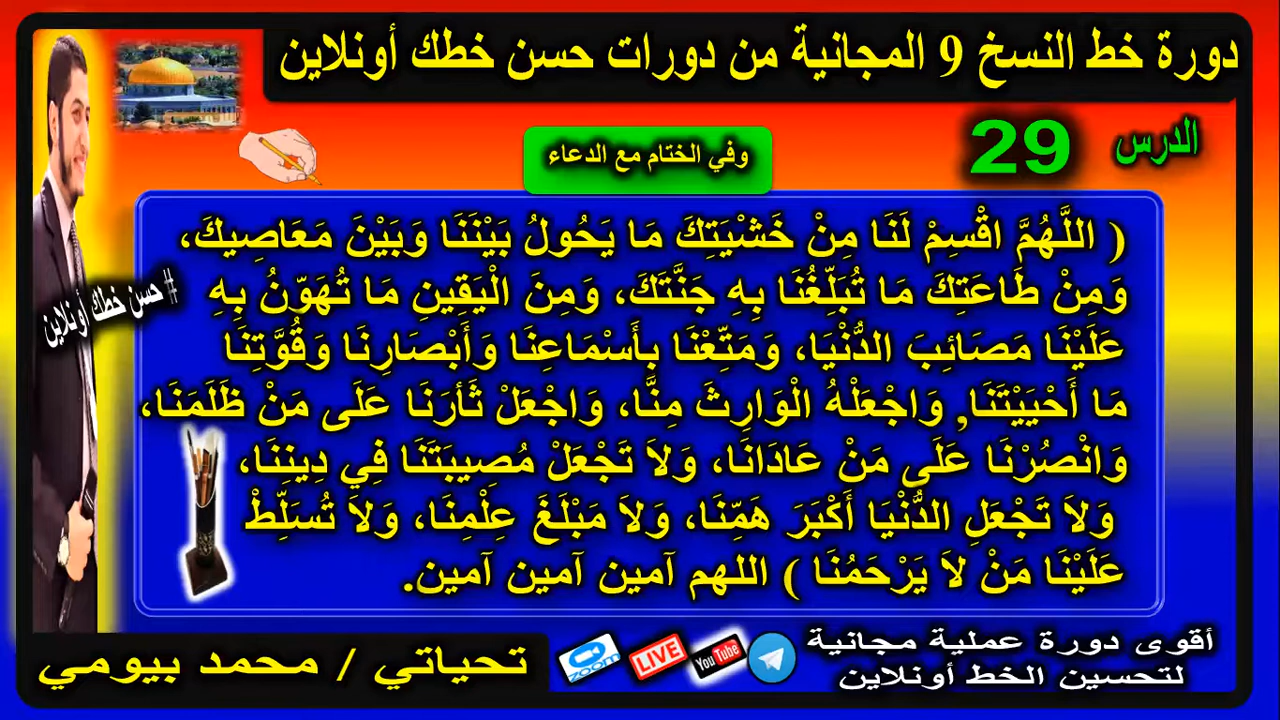 دورة خط النسخ 9 المجانية من دورات حسن خطك أونلاين
الدرس 29
وفي الختام مع الدعاء
( اللَّهُمَّ اقْسِمْ لَنَا مِنْ خَشْيَتِكَ مَا يَحُولُ بَيْنَنَا وَبَيْنَ مَعَاصِيكَ،
وَمِنْ طَاعَتِكَ مَا تُبَلِّغُنَا بِهِ جَنَّتَكَ، وَمِنَ الْيَقِينِ مَا تُهَوِّنُ بِهِ
عَلَيْنَا مَصَائِبَ الدُّنْيَا، وَمَتِّعْنَا بِأَسْمَاعِنَا وَأَبْصَارِنَا وَقُوَّتِنَا
مَا أَحْيَيْتَنَا, وَاجْعَلْهُ الْوَارِثَ مِنَّا، وَاجْعَلْ ثَأرَنَا عَلَى مَنْ ظَلَمَنَا،
وَانْصُرْنَا عَلَى مَنْ عَادَانَا، وَلاَ تَجْعَلْ مُصِيبَتَنَا فِي دِينِنَا،
وَلاَ تَجْعَلِ الدُّنْيَا أَكْبَرَ هَمِّنَا، وَلاَ مَبْلَغَ عِلْمِنَا، وَلاَ تُسَلِّطْ
عَلَيْنَا مَنْ لاَ يَرْحَمُنَا ) اللهم آمين آمين آمين.
# حسن خطك أونلاين
أقوى دورة عملية مجانية
لتحسين الخط أونلاين
YouTube
LIVE
zoom
تحياتي / محمد بيومي